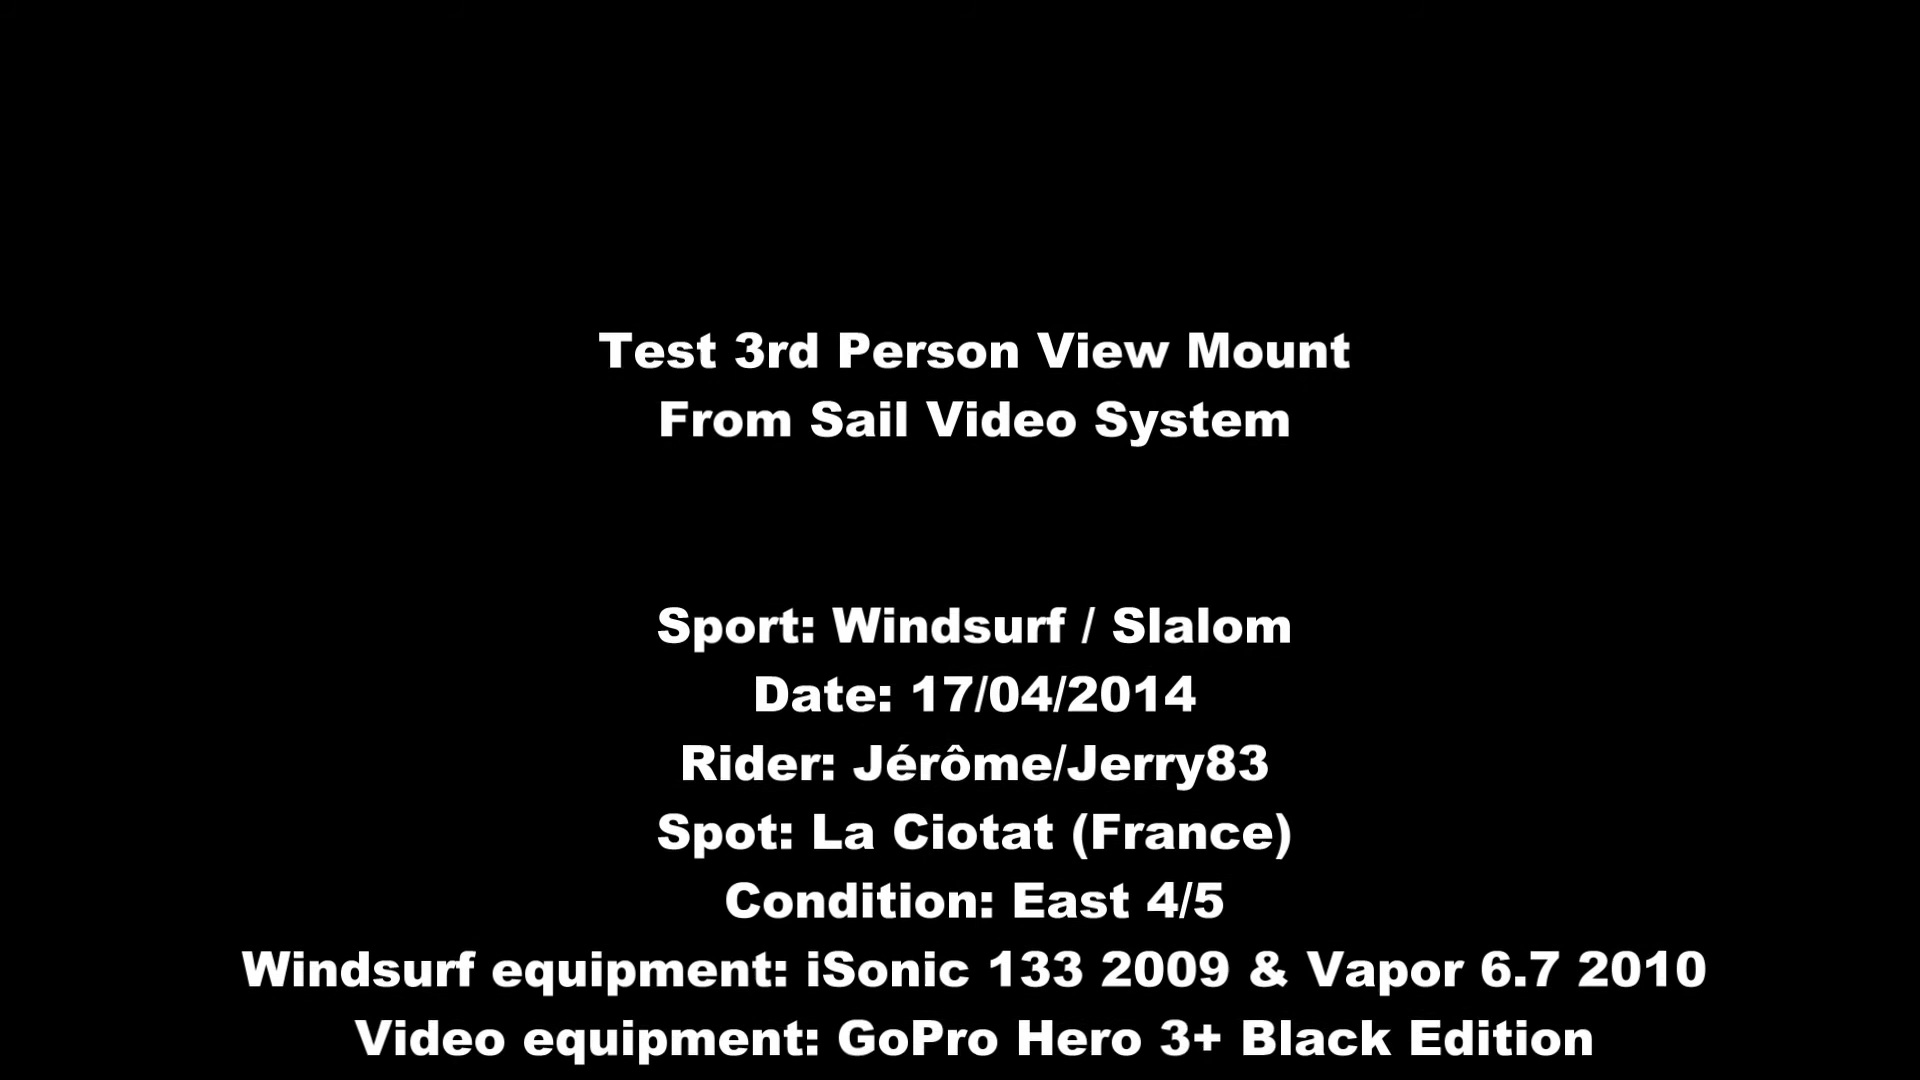 Test 3rd Person View Mount
From Sail Video System
Sport: Windsurf / Slalom
Date: 17/04/2014
Rider: Jérôme/Jerry83
Spot: La Ciotat (France)
Condition: East 4/5
Windsurf equipment: iSonic 133 2009 & Vapor 6.7 2010
Video equipment: GoPro Hero 3+ Black Edition